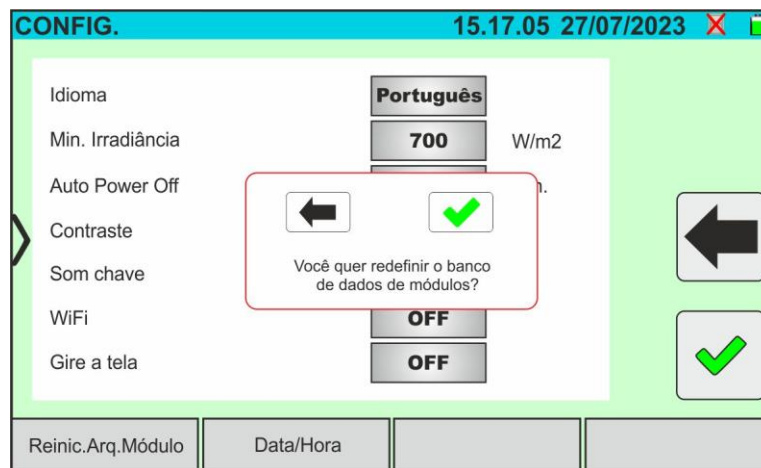 CONFIG. 15.17.05 27/07/2023
Idioma Português
Min. Irradiância 700 W/m2
Auto Power Off
Contraste
Som chave
Você quer redefinir o banco
de dados de módulos?
WiFi OFF
Gire a tela OFF
Reinic.Arq.Módulo Data/Hora